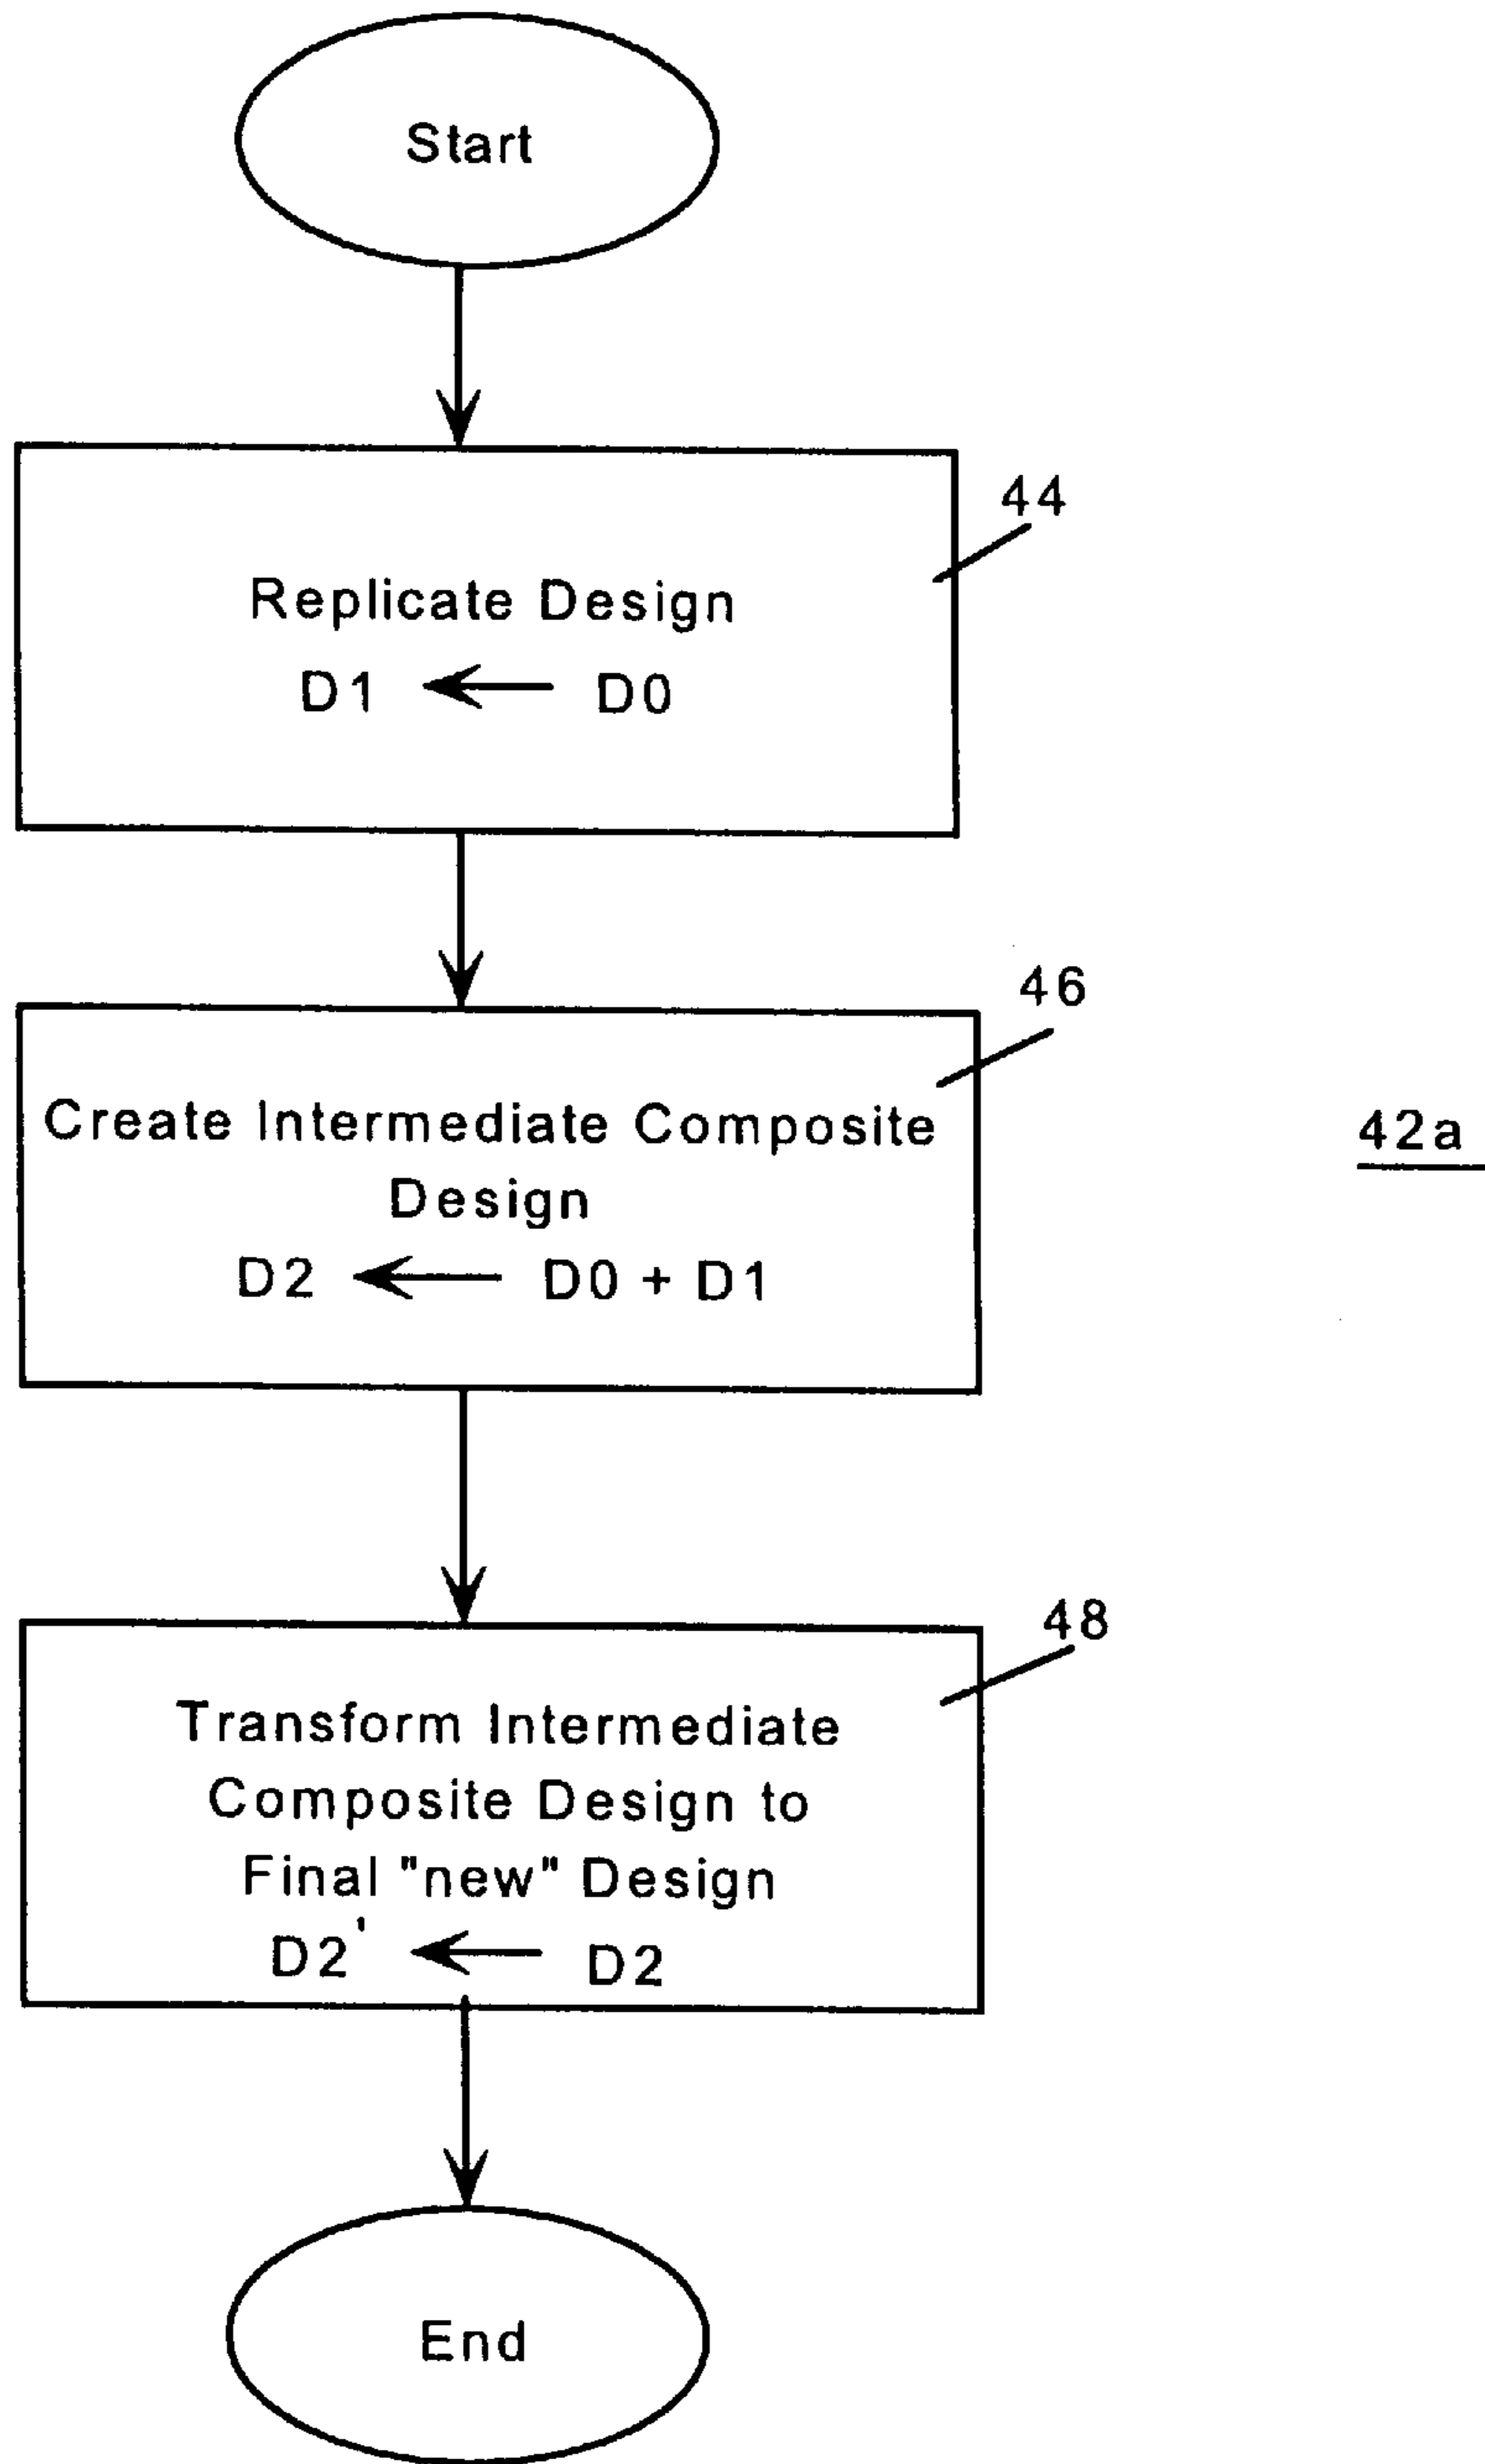 Start
44
Replicate Design
D1 ← D0
46
Create Intermediate Composite
Design
D2 ← D0 + D1
42a
48
Transform Intermediate
Composite Design to
Final "new" Design
D2' ← D2
End